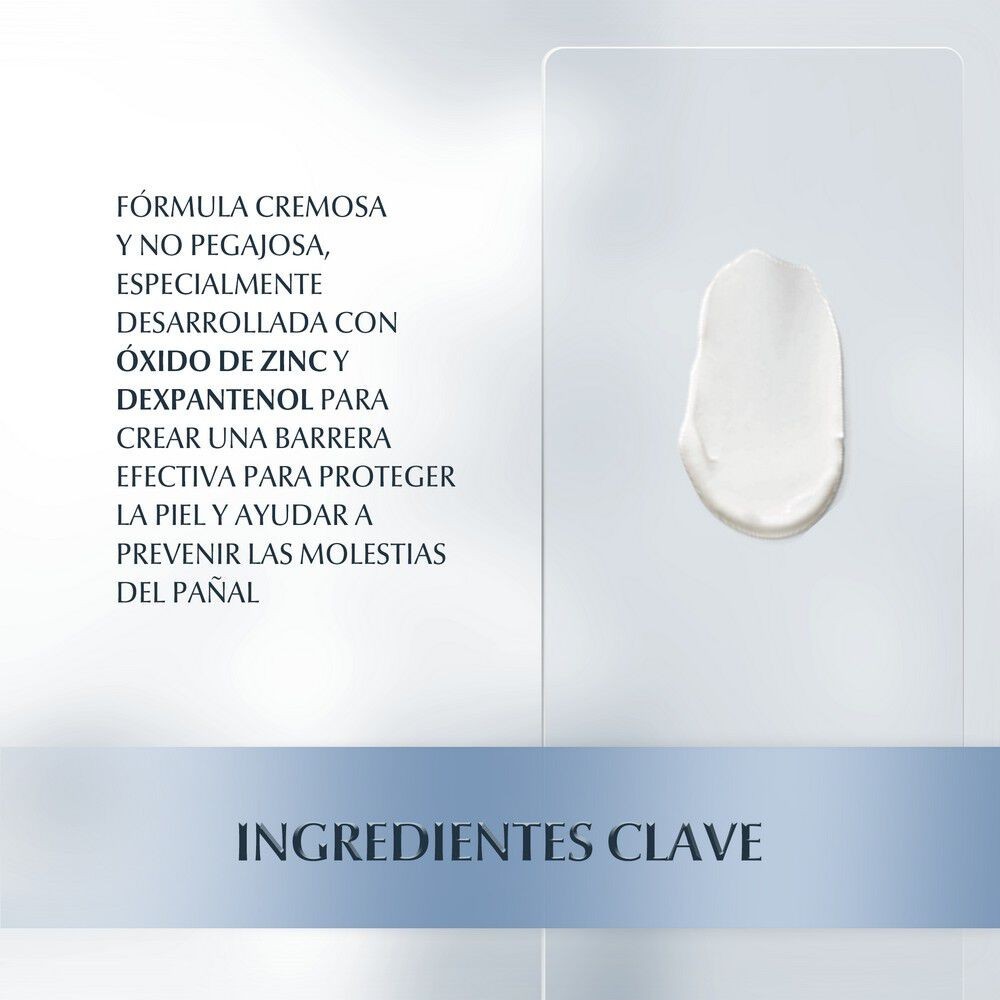 FÓRMULA CREMOSA
Y NO PEGAJOSA,
ESPECIALMENTE
DESARROLLADA CON
ÓXIDO DE ZINC Y
DEXPANTENOL PARA
CREAR UNA BARRERA
EFECTIVA PARA PROTEGER
LA PIEL Y AYUDAR A
PREVENIR LAS MOLESTIAS
DEL PAÑAL
INGREDIENTES CLAVE